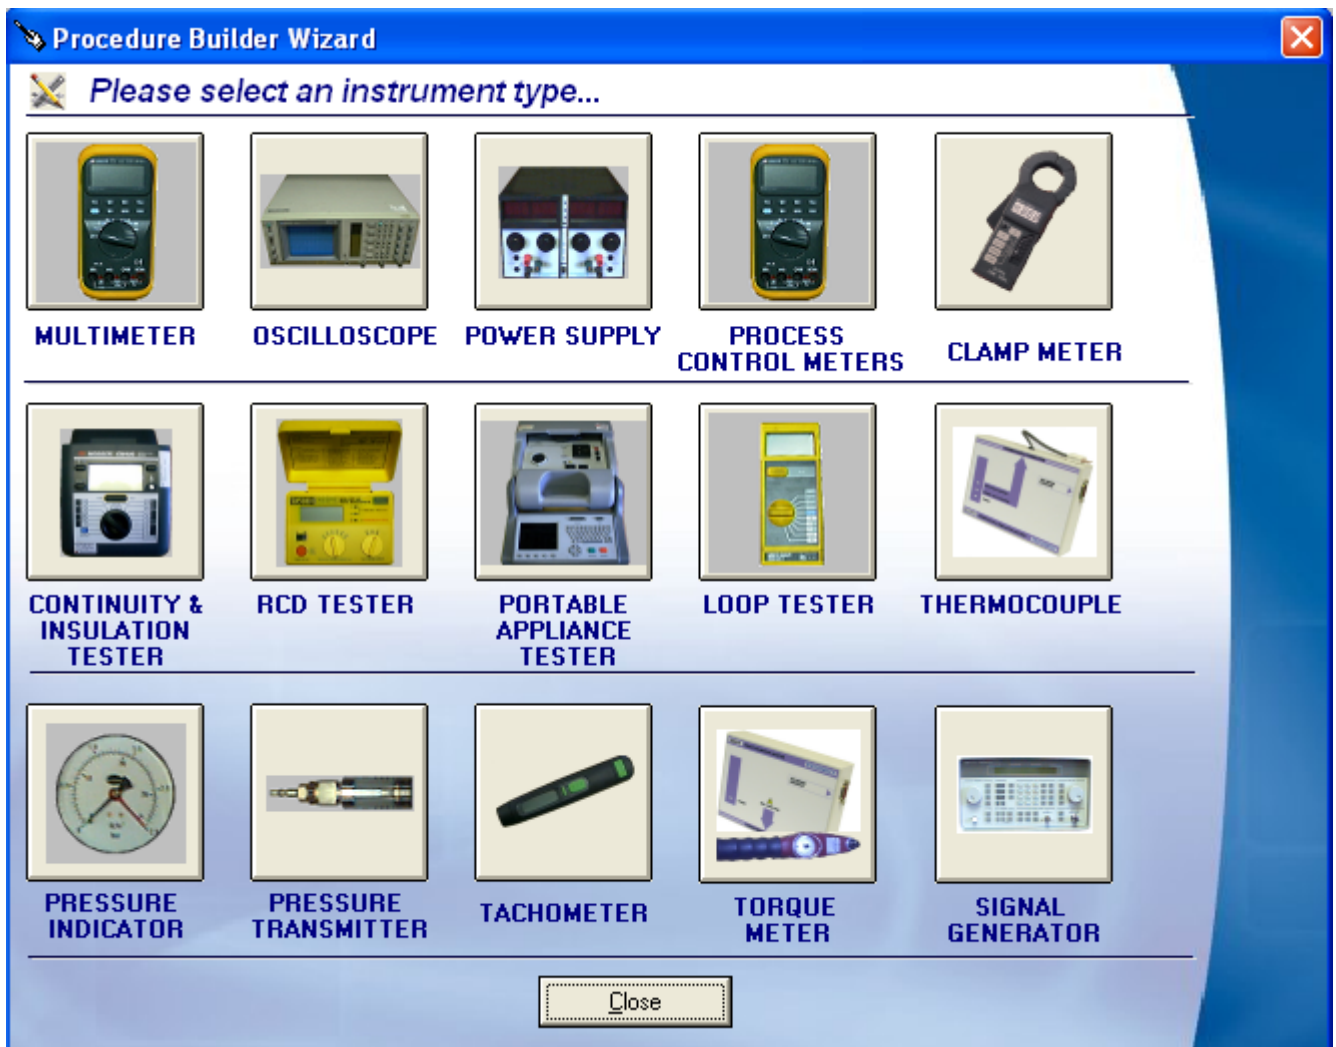 Procedure Builder Wizard
Please select an instrument type...
MULTIMETER
OSCILLOSCOPE
POWER SUPPLY
PROCESS
CONTROL METERS
CLAMP METER
CONTINUITY &
INSULATION
TESTER
RCD TESTER
PORTABLE
APPLIANCE
TESTER
LOOP TESTER
THERMOCOUPLE
PRESSURE
INDICATOR
PRESSURE
TRANSMITTER
TACHOMETER
TORQUE
METER
SIGNAL
GENERATOR
Close